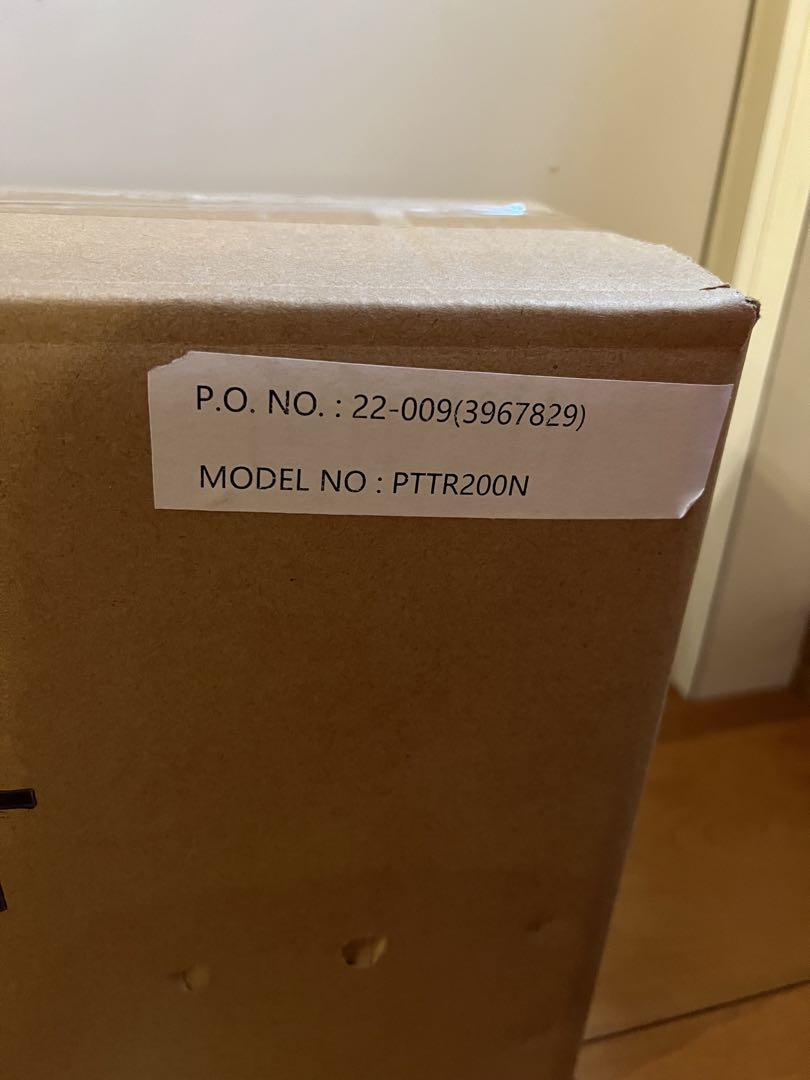 P.O. NO. : 22-009(3967829)
MODEL NO : PTTR200N